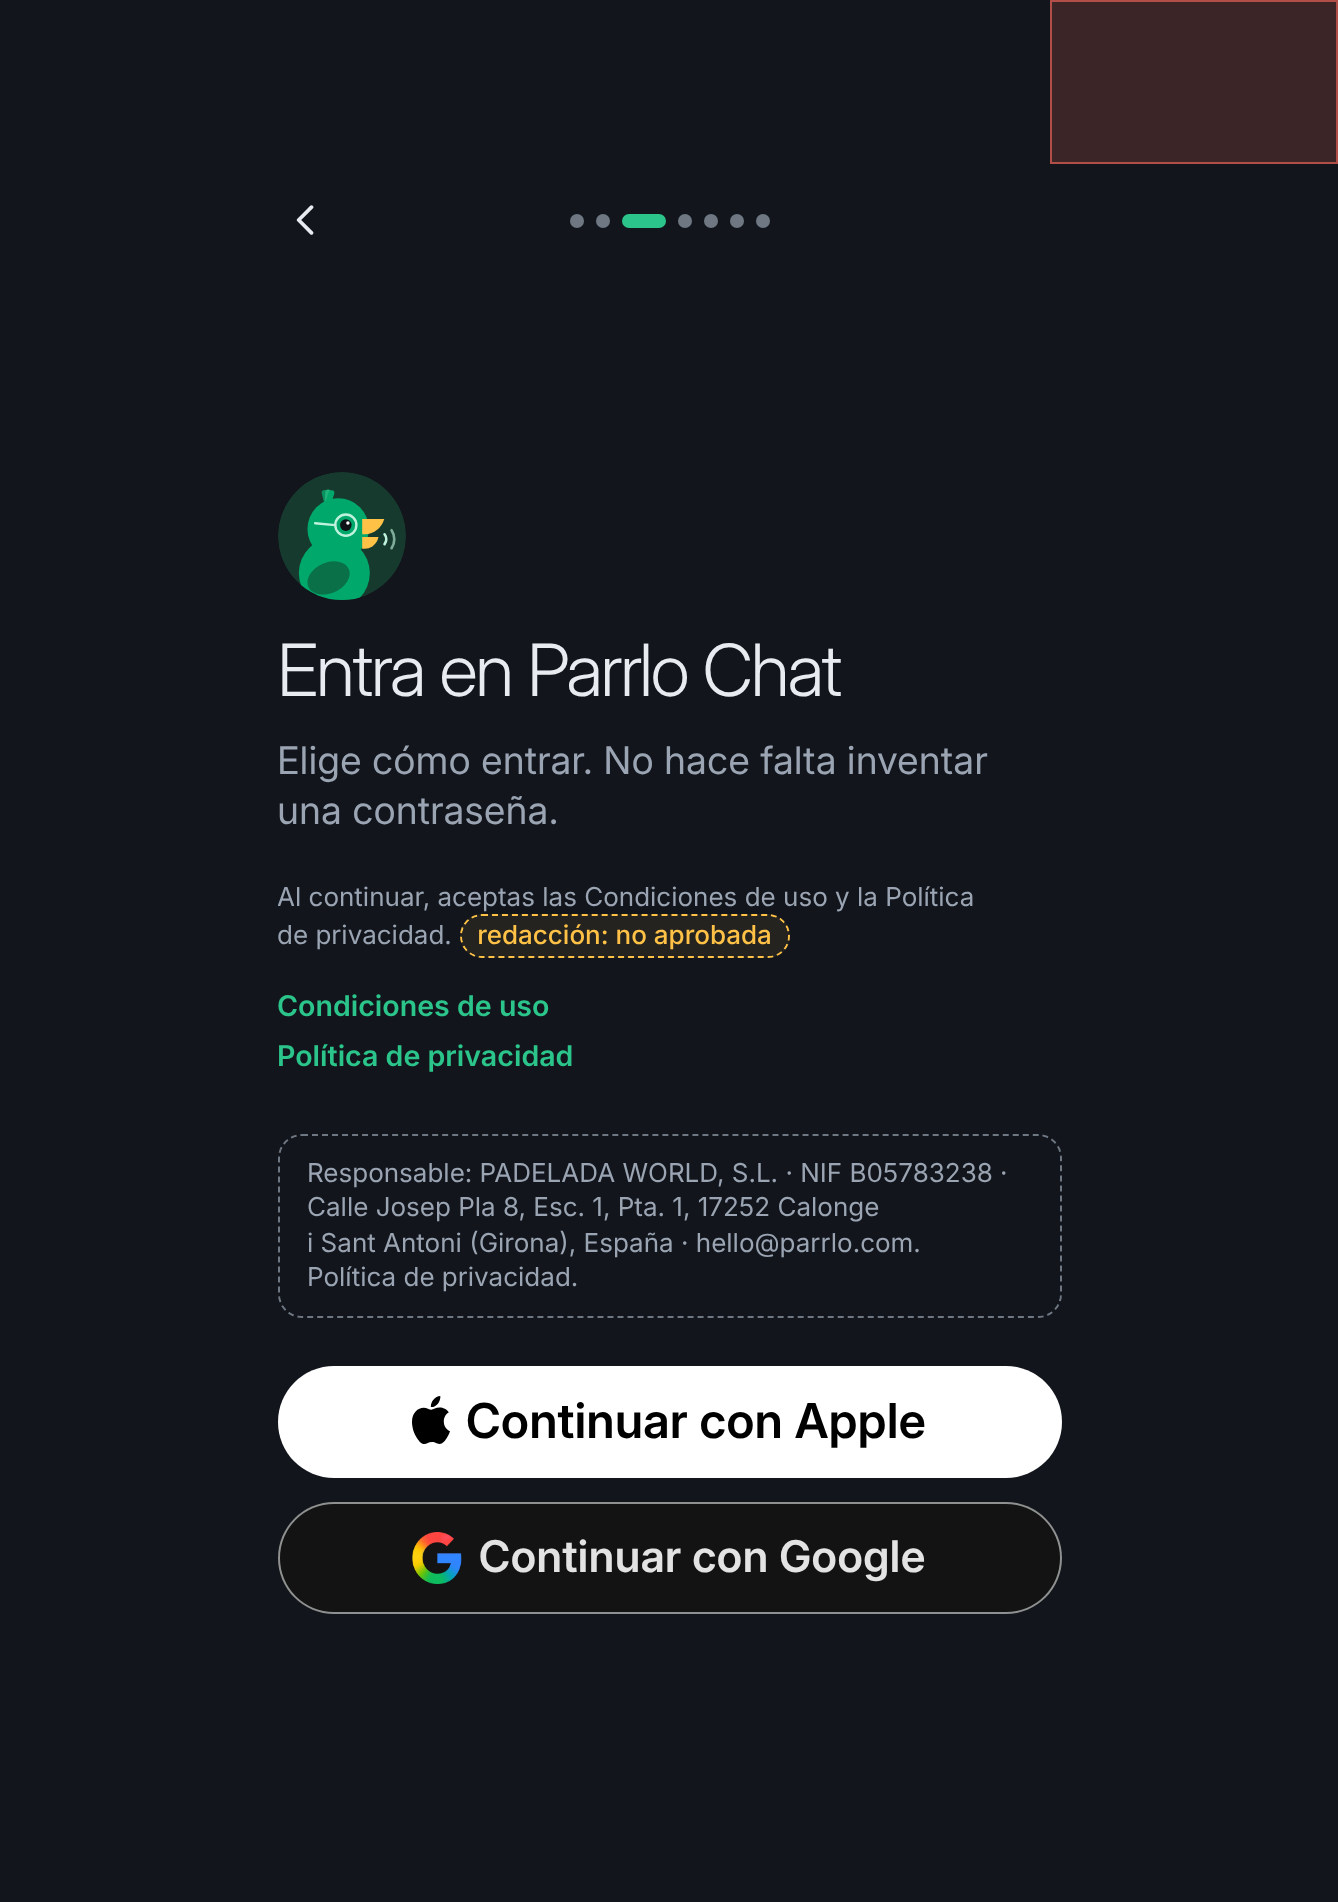 Entra en Parrlo Chat
Elige cómo entrar. No hace falta inventar
una contraseña.
Al continuar, aceptas las Condiciones de uso y la Política
de privacidad. redacción: no aprobada
Condiciones de uso
Política de privacidad
Responsable: PADELADA WORLD, S.L. · NIF B05783238 ·
Calle Josep Pla 8, Esc. 1, Pta. 1, 17252 Calonge
i Sant Antoni (Girona), España · hello@parrlo.com.
Política de privacidad.
Continuar con Apple
Continuar con Google